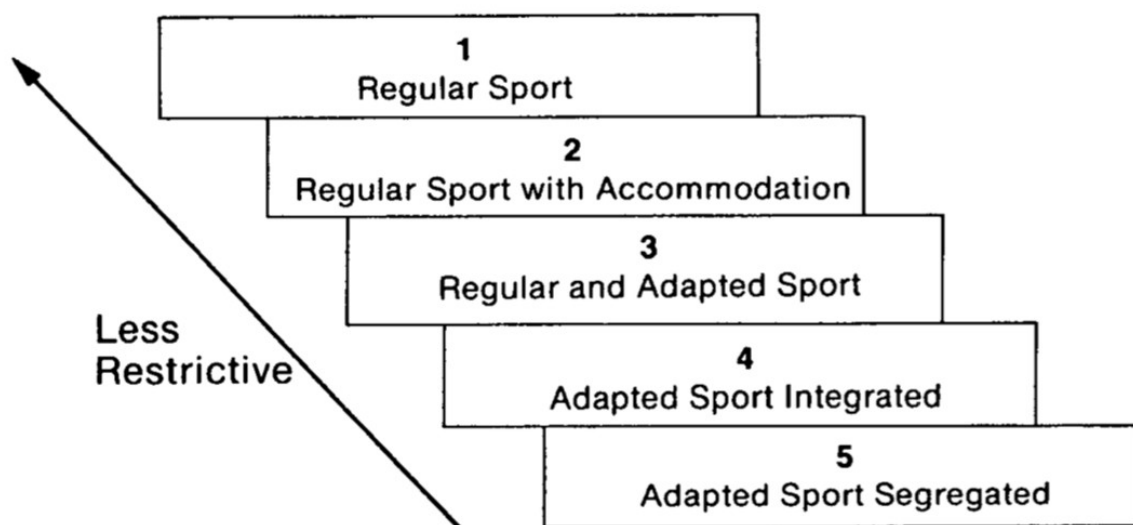 1
Regular Sport
2
Regular Sport with Accommodation
3
Regular and Adapted Sport
Less
Restrictive
4
Adapted Sport Integrated
5
Adapted Sport Segregated